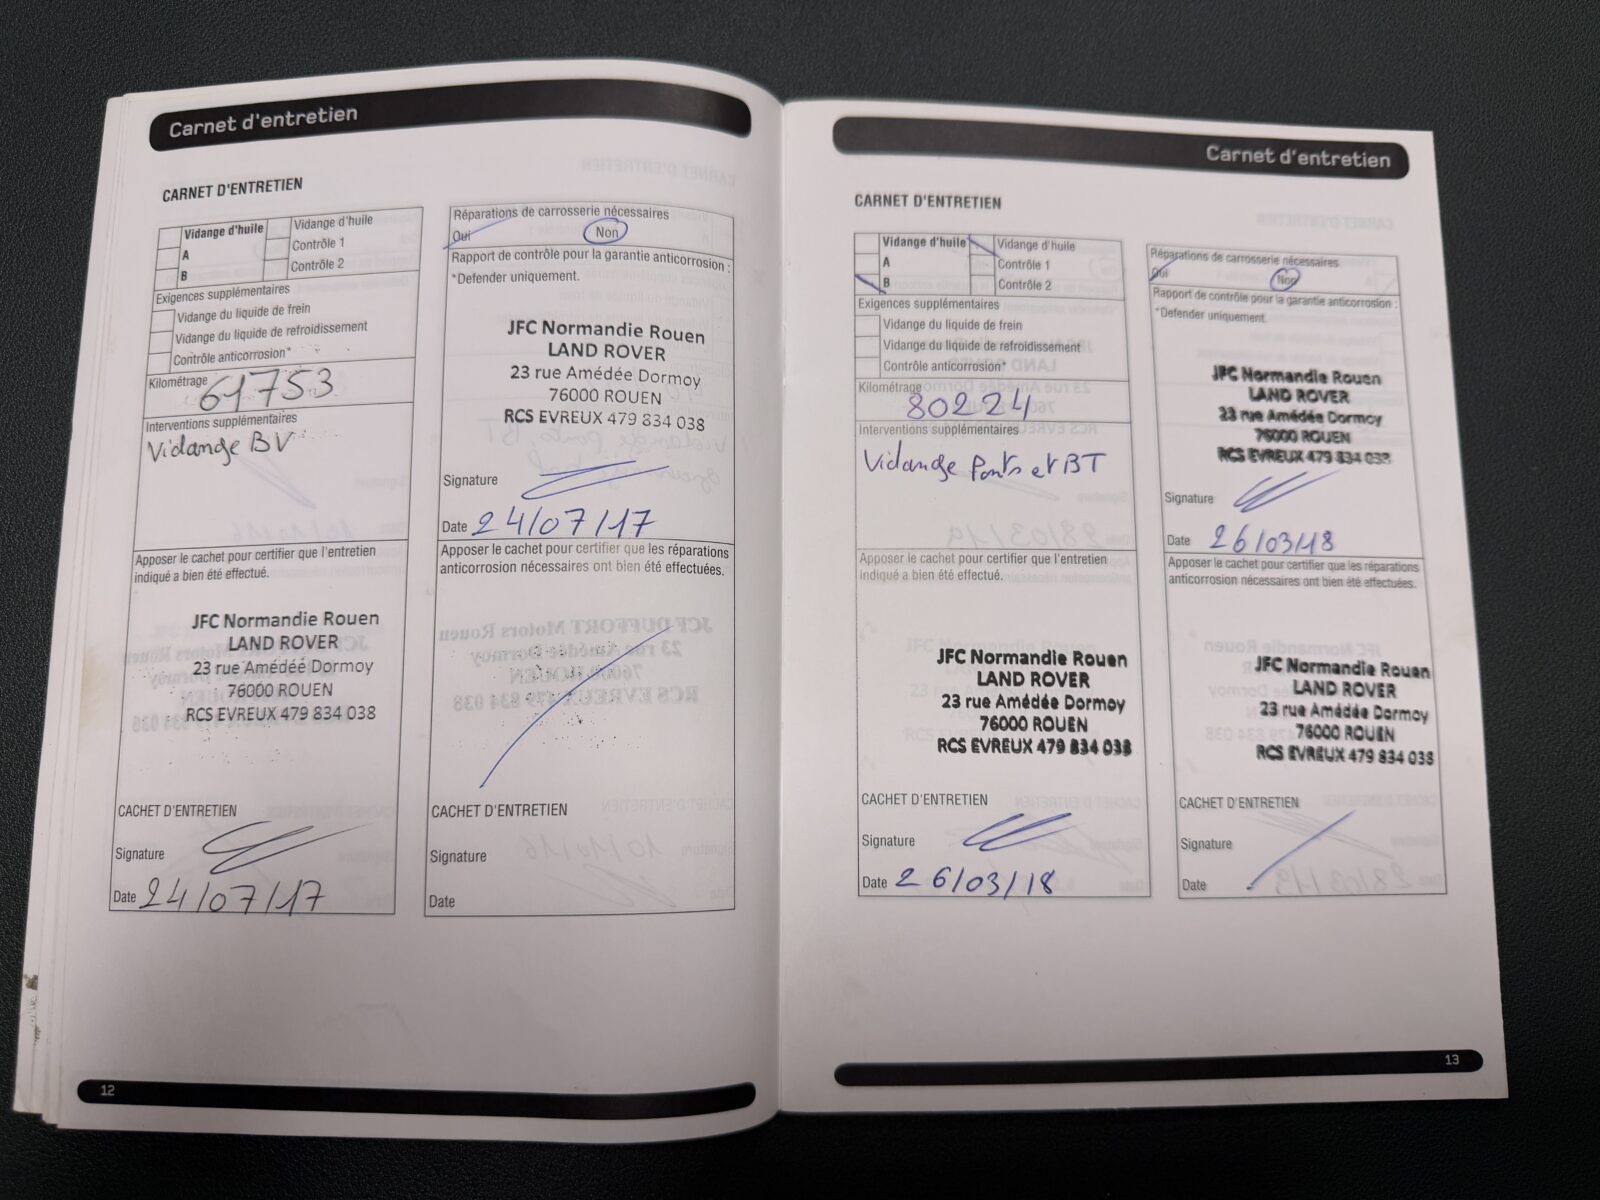 Carnet d'entretien
CARNET D'ENTRETIEN
Vidange d'huile
A
B
Vidange d'huile
Contrôle 1
Contrôle 2
Exigences supplémentaires
Vidange du liquide de frein
Vidange du liquide de refroidissement
Contrôle anticorrosion*
Kilométrage
61753
Interventions supplémentaires
Vidange BV
Apposer le cachet pour certifier que l'entretien
indiqué a bien été effectué.
JFC Normandie Rouen
LAND ROVER
23 rue Amédéé Dormoy
76000 ROUEN
RCS EVREUX 479 834 038
CACHET D'ENTRETIEN
Signature
Date 24/07/17
Réparations de carrosserie nécessaires
Oui Non
Rapport de contrôle pour la garantie anticorrosion :
*Defender uniquement.
JFC Normandie Rouen
LAND ROVER
23 rue Amédée Dormoy
76000 ROUEN
RCS EVREUX 479 834 038
Signature
Date 24/07/17
Apposer le cachet pour certifier que les réparations
anticorrosion nécessaires ont bien été effectuées.
CACHET D'ENTRETIEN
Signature
Date
12
Carnet d'entretien
CARNET D'ENTRETIEN
Vidange d'huile
A
B
Vidange d'huile
Contrôle 1
Contrôle 2
Exigences supplémentaires
Vidange du liquide de frein
Vidange du liquide de refroidissement
Contrôle anticorrosion*
Kilométrage
80224
Interventions supplémentaires
Vidange Ponts et BT
Apposer le cachet pour certifier que l'entretien
indiqué a bien été effectué.
JFC Normandie Rouen
LAND ROVER
23 rue Amédée Dormoy
76000 ROUEN
RCS EVREUX 479 834 038
CACHET D'ENTRETIEN
Signature
Date 26/03/18
Réparations de carrosserie nécessaires
Oui Non
Rapport de contrôle pour la garantie anticorrosion :
*Defender uniquement.
JFC Normandie Rouen
LAND ROVER
23 rue Amédée Dormoy
76000 ROUEN
RCS EVREUX 479 834 038
Signature
Date 26/03/18
Apposer le cachet pour certifier que les réparations
anticorrosion nécessaires ont bien été effectuées.
JFC Normandie Rouen
LAND ROVER
23 rue Amédée Dormoy
76000 ROUEN
RCS EVREUX 479 834 038
CACHET D'ENTRETIEN
Signature
Date
13